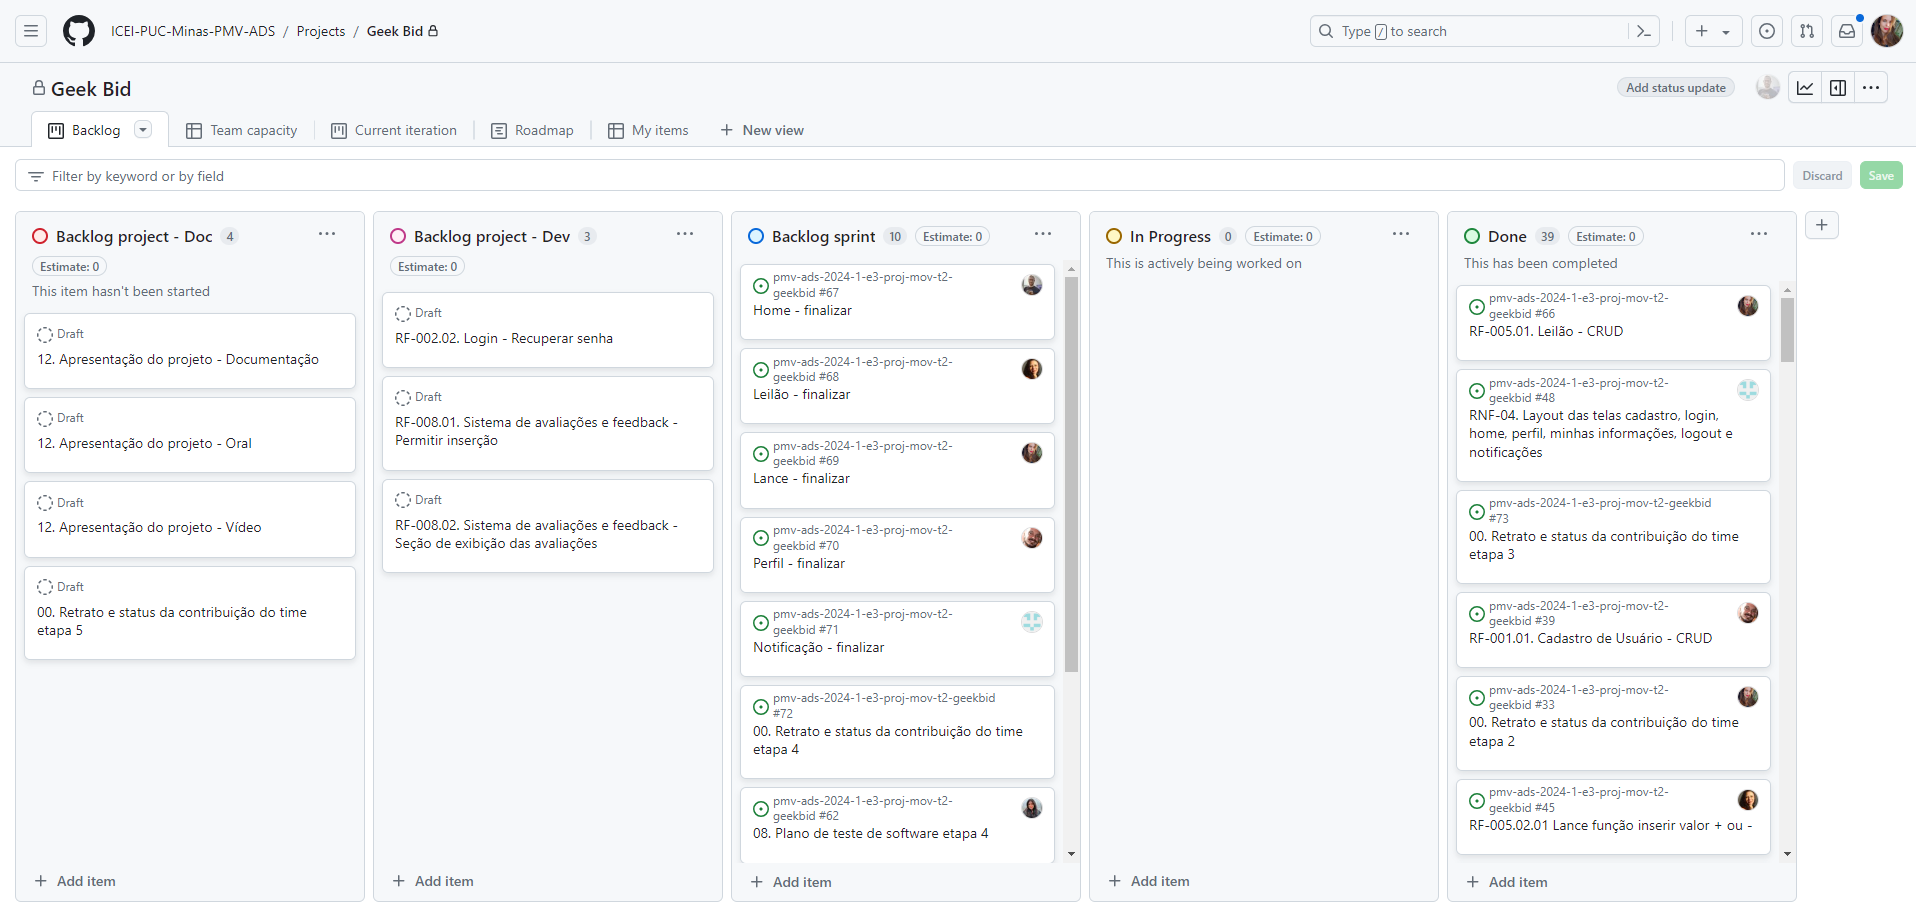 ICEI-PUC-Minas-PMV-ADS / Projects / Geek Bid
Type / to search
Geek Bid
Add status update
Backlog
Team capacity
Current iteration
Roadmap
My items
New view
Filter by keyword or by field
Discard
Save
Backlog project - Doc 4
Estimate: 0
This item hasn't been started
Draft
12. Apresentação do projeto - Documentação
Draft
12. Apresentação do projeto - Oral
Draft
12. Apresentação do projeto - Vídeo
Draft
00. Retrato e status da contribuição do time
etapa 5
Add item
Backlog project - Dev 3
Estimate: 0
Draft
RF-002.02. Login - Recuperar senha
Draft
RF-008.01. Sistema de avaliações e feedback -
Permitir inserção
Draft
RF-008.02. Sistema de avaliações e feedback -
Seção de exibição das avaliações
Add item
Backlog sprint 10 Estimate: 0
pmv-ads-2024-1-e3-proj-mov-t2-
geekbid #67
Home - finalizar
pmv-ads-2024-1-e3-proj-mov-t2-
geekbid #68
Leilão - finalizar
pmv-ads-2024-1-e3-proj-mov-t2-
geekbid #69
Lance - finalizar
pmv-ads-2024-1-e3-proj-mov-t2-
geekbid #70
Perfil - finalizar
pmv-ads-2024-1-e3-proj-mov-t2-
geekbid #71
Notificação - finalizar
pmv-ads-2024-1-e3-proj-mov-t2-geekbid
#72
00. Retrato e status da contribuição do time
etapa 4
pmv-ads-2024-1-e3-proj-mov-t2-
geekbid #62
08. Plano de teste de software etapa 4
Add item
In Progress 0 Estimate: 0
This is actively being worked on
Add item
Done 39 Estimate: 0
This has been completed
pmv-ads-2024-1-e3-proj-mov-t2-
geekbid #66
RF-005.01. Leilão - CRUD
pmv-ads-2024-1-e3-proj-mov-t2-
geekbid #48
RNF-04. Layout das telas cadastro, login,
home, perfil, minhas informações, logout e
notificações
pmv-ads-2024-1-e3-proj-mov-t2-geekbid
#73
00. Retrato e status da contribuição do time
etapa 3
pmv-ads-2024-1-e3-proj-mov-t2-
geekbid #39
RF-001.01. Cadastro de Usuário - CRUD
pmv-ads-2024-1-e3-proj-mov-t2-
geekbid #33
00. Retrato e status da contribuição do time
etapa 2
pmv-ads-2024-1-e3-proj-mov-t2-
geekbid #45
RF-005.02.01 Lance função inserir valor + ou -
Add item